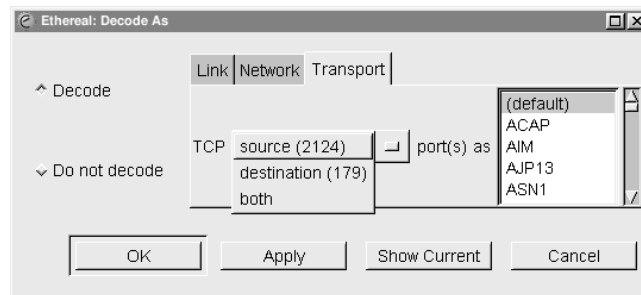 Ethereal: Decode As
Link Network Transport
Decode
Do not decode
TCP source (2124) port(s) as
destination (179)
both
(default)
ACAP
AIM
AJP13
ASN1
OK Apply Show Current Cancel